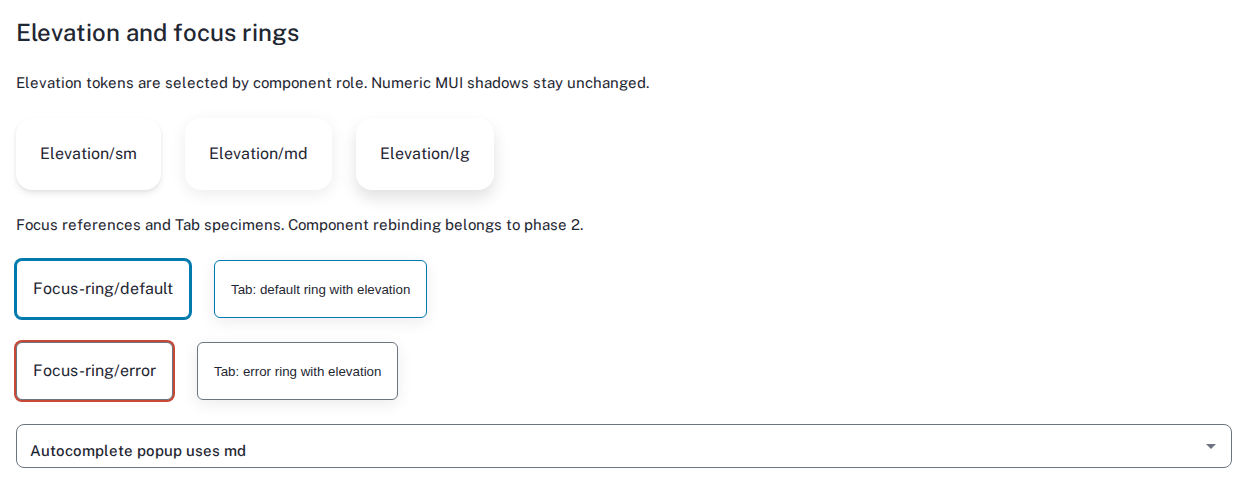 Elevation and focus rings
Elevation tokens are selected by component role. Numeric MUI shadows stay unchanged.
Elevation/sm
Elevation/md
Elevation/lg
Focus references and Tab specimens. Component rebinding belongs to phase 2.
Focus-ring/default
Tab: default ring with elevation
Focus-ring/error
Tab: error ring with elevation
Autocomplete popup uses md